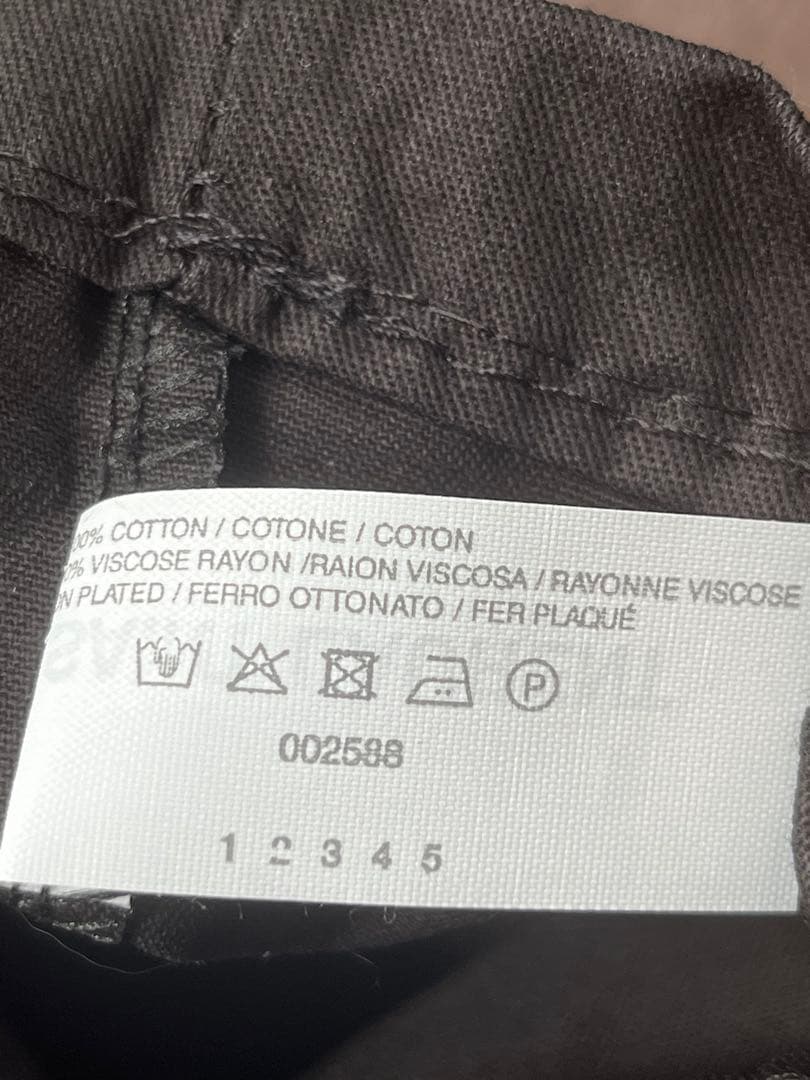 100% COTTON / COTONE / COTON
% VISCOSE RAYON /RAION VISCOSA / RAYONNE VISCOSE
N PLATED / FERRO OTTONATO / FER PLAQUÉ
P
002588
1 2 3 4 5